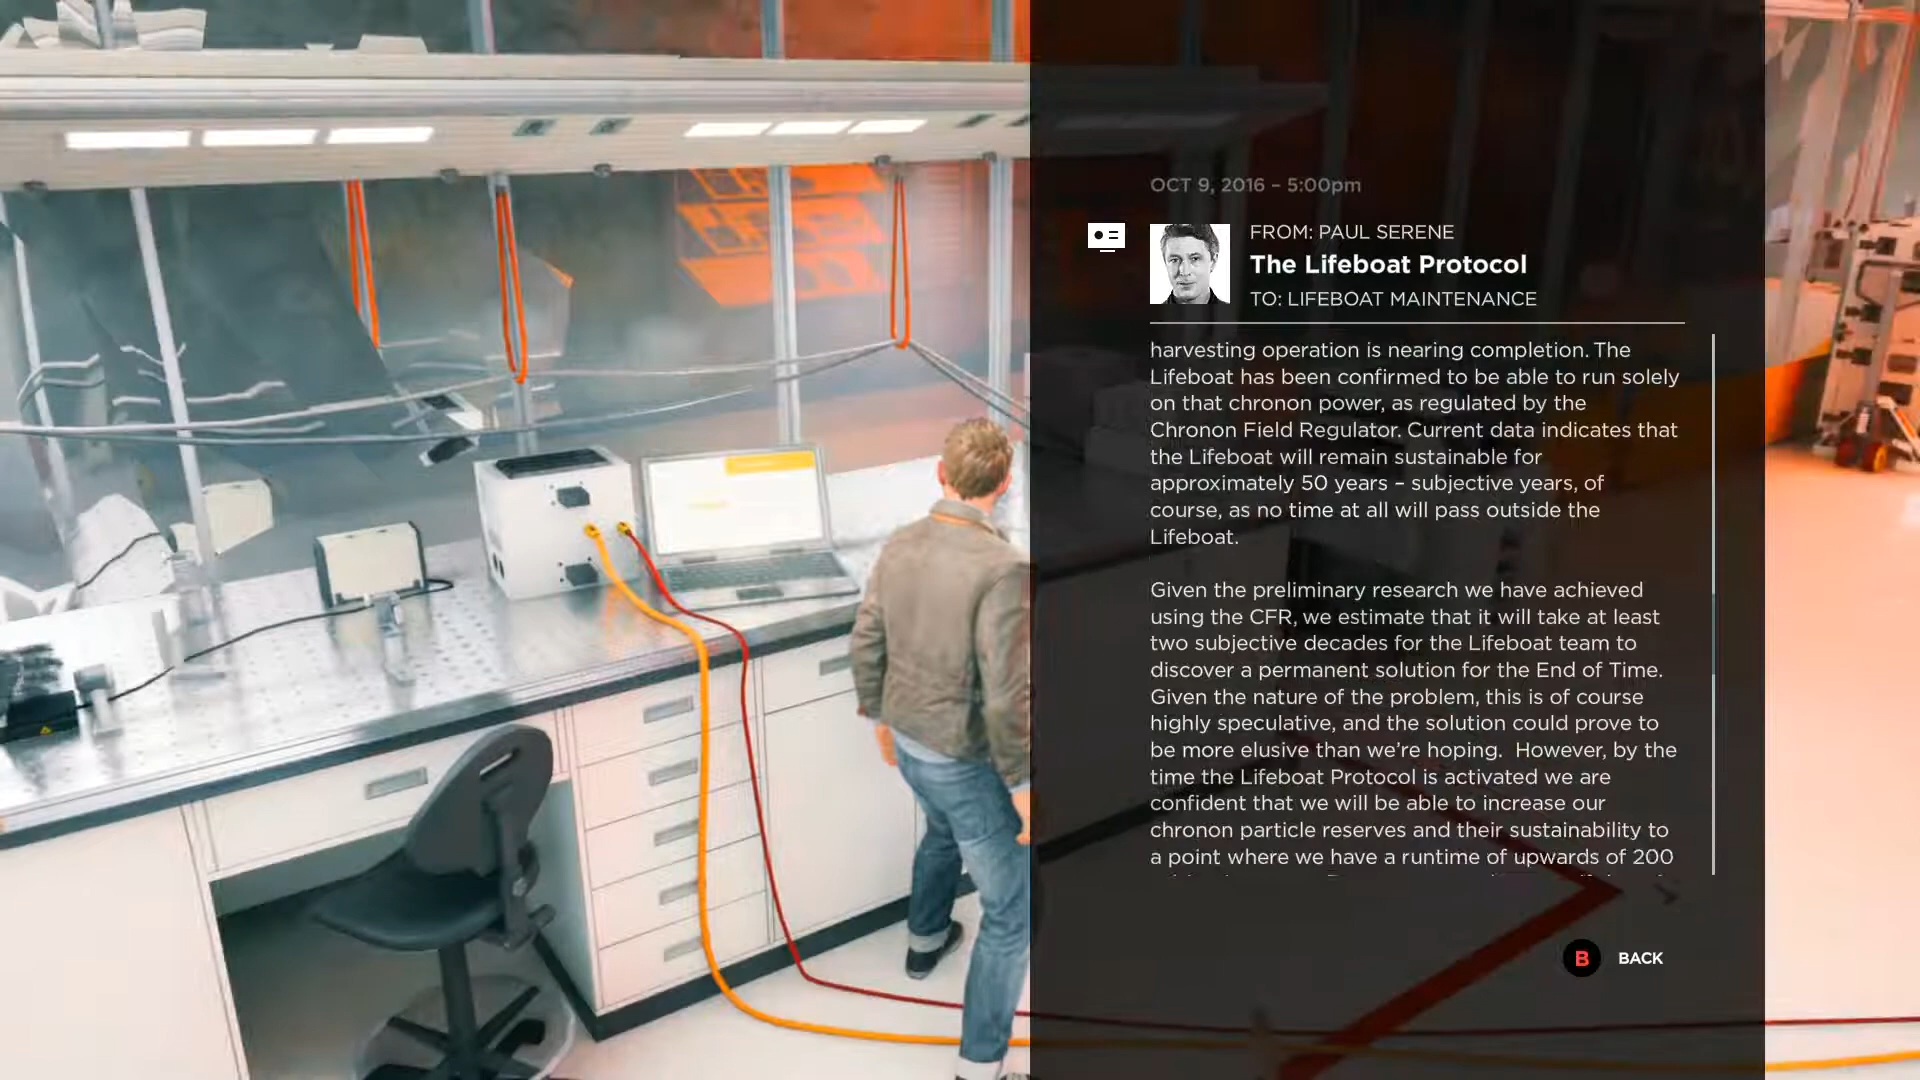 OCT 9, 2016 – 5:00pm
FROM: PAUL SERENE
The Lifeboat Protocol
TO: LIFEBOAT MAINTENANCE
harvesting operation is nearing completion. The
Lifeboat has been confirmed to be able to run solely
on that chronon power, as regulated by the
Chronon Field Regulator. Current data indicates that
the Lifeboat will remain sustainable for
approximately 50 years – subjective years, of
course, as no time at all will pass outside the
Lifeboat.
Given the preliminary research we have achieved
using the CFR, we estimate that it will take at least
two subjective decades for the Lifeboat team to
discover a permanent solution for the End of Time.
Given the nature of the problem, this is of course
highly speculative, and the solution could prove to
be more elusive than we’re hoping.  However, by the
time the Lifeboat Protocol is activated we are
confident that we will be able to increase our
chronon particle reserves and their sustainability to
a point where we have a runtime of upwards of 200
B BACK